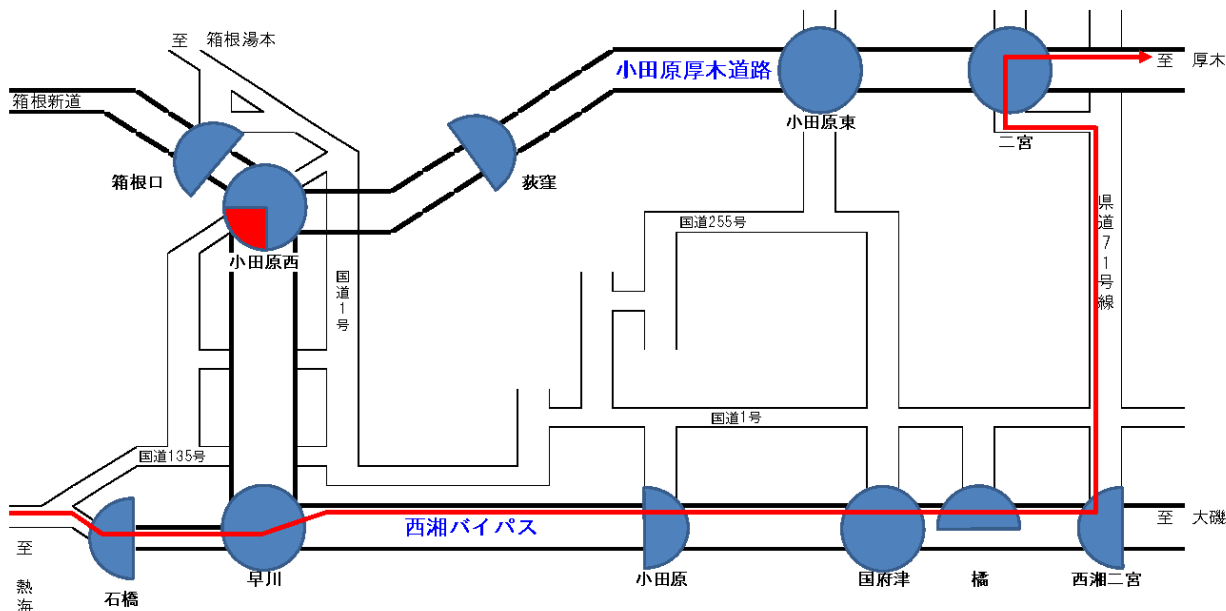 至 箱根湯本
小田原厚木道路
至 厚木
箱根新道
小田原東
二宮
箱根口
荻窪
県道71号線
国道255号
小田原西
国道1号
国道1号
国道135号
西湘バイパス
至 大磯
至 熱海
石橋
早川
小田原
国府津
橘
西湘二宮